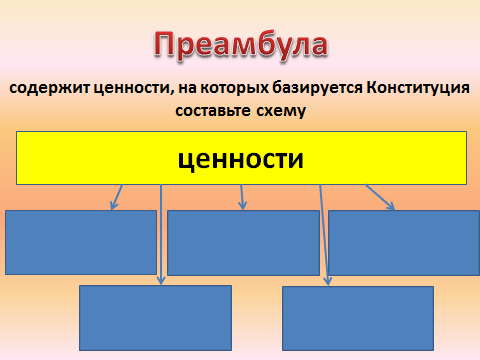 Преамбула
содержит ценности, на которых базируется Конституция
составьте схему
ценности